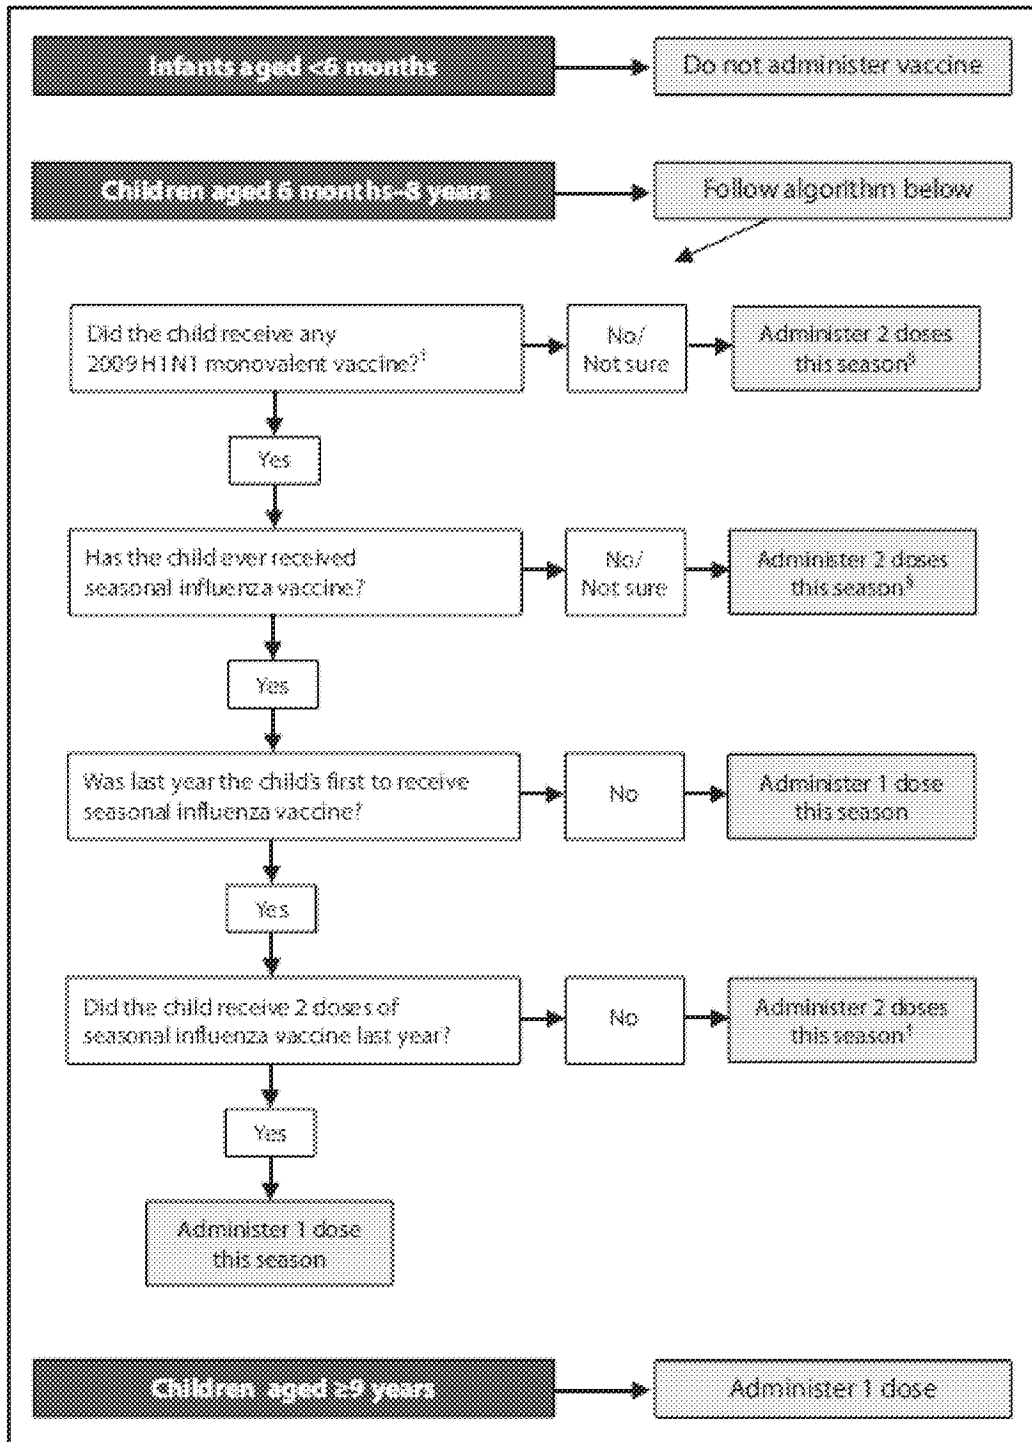 Infants aged <6 months
Do not administer vaccine
Children aged 6 months–8 years
Follow algorithm below
Did the child receive any
2009 H1N1 monovalent vaccine?†
No/
Not sure
Administer 2 doses
this season§
Yes
Has the child ever received
seasonal influenza vaccine?
No/
Not sure
Administer 2 doses
this season§
Yes
Was last year the child's first to receive
seasonal influenza vaccine?
No
Administer 1 dose
this season
Yes
Did the child receive 2 doses of
seasonal influenza vaccine last year?
No
Administer 2 doses
this season
Yes
Administer 1 dose
this season
Children aged ≥9 years
Administer 1 dose